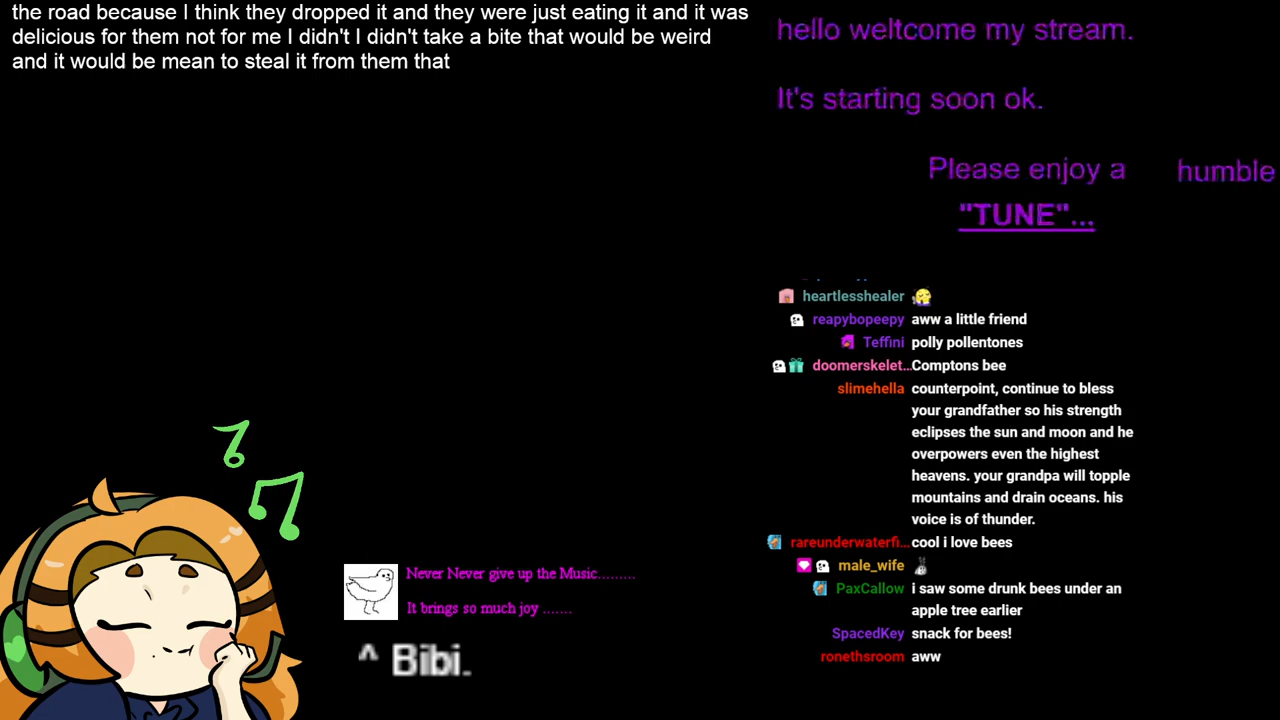 the road because I think they dropped it and they were just eating it and it was
delicious for them not for me I didn't I didn't take a bite that would be weird
and it would be mean to steal it from them that
hello weltcome my stream.
It's starting soon ok.
Please enjoy a humble
"TUNE"...
heartlesshealer
reapybopeepy aww a little friend
Teffini polly pollentones
doomerskelet... Comptons bee
slimehella counterpoint, continue to bless
your grandfather so his strength
eclipses the sun and moon and he
overpowers even the highest
heavens. your grandpa will topple
mountains and drain oceans. his
voice is of thunder.
rareunderwaterfi... cool i love bees
male_wife
PaxCallow i saw some drunk bees under an
apple tree earlier
SpacedKey snack for bees!
ronethsroom aww
Never Never give up the Music.........
It brings so much joy .......
^ Bibi.